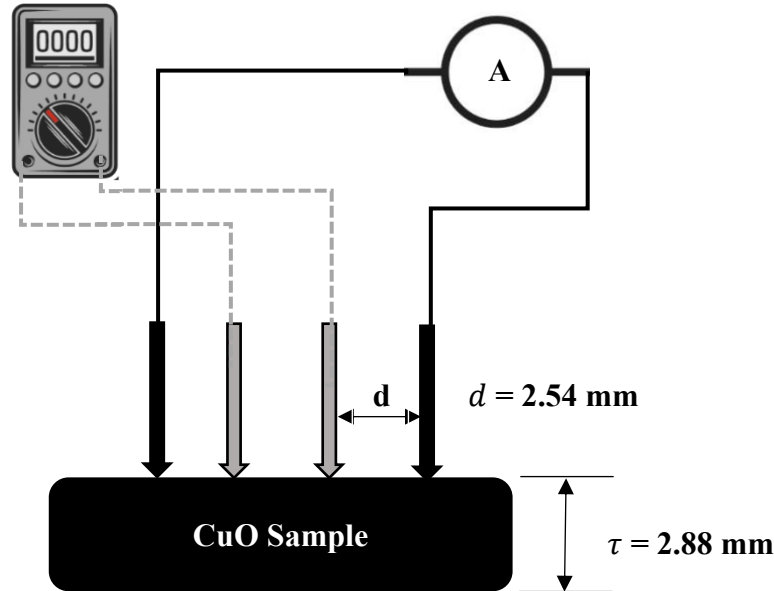 0000
A
d
𝑑 = 2.54 mm
CuO Sample
𝜏 = 2.88 mm